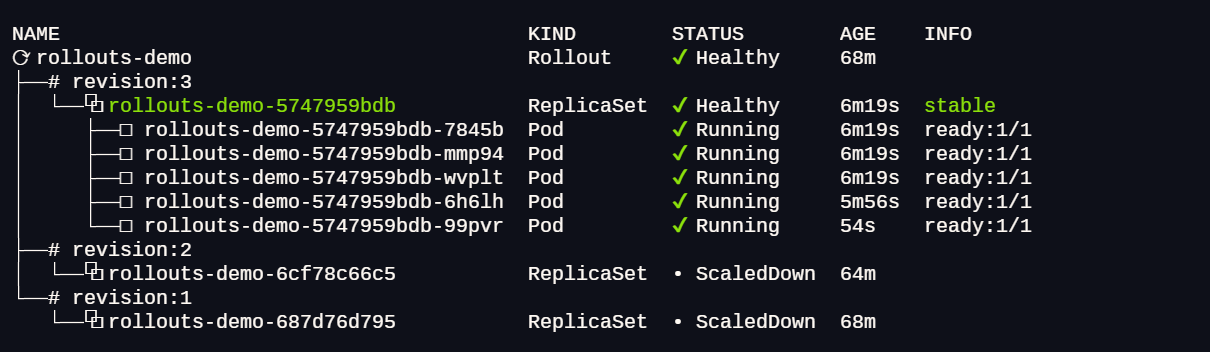 NAME KIND STATUS AGE INFO
⟳ rollouts-demo Rollout ✔ Healthy 68m
├──# revision:3
│  └──⧉ rollouts-demo-5747959bdb ReplicaSet ✔ Healthy 6m19s stable
│     ├──□ rollouts-demo-5747959bdb-7845b Pod ✔ Running 6m19s ready:1/1
│     ├──□ rollouts-demo-5747959bdb-mmp94 Pod ✔ Running 6m19s ready:1/1
│     ├──□ rollouts-demo-5747959bdb-wvplt Pod ✔ Running 6m19s ready:1/1
│     ├──□ rollouts-demo-5747959bdb-6h6lh Pod ✔ Running 5m56s ready:1/1
│     └──□ rollouts-demo-5747959bdb-99pvr Pod ✔ Running 54s ready:1/1
├──# revision:2
│  └──⧉ rollouts-demo-6cf78c66c5 ReplicaSet • ScaledDown 64m
└──# revision:1
   └──⧉ rollouts-demo-687d76d795 ReplicaSet • ScaledDown 68m